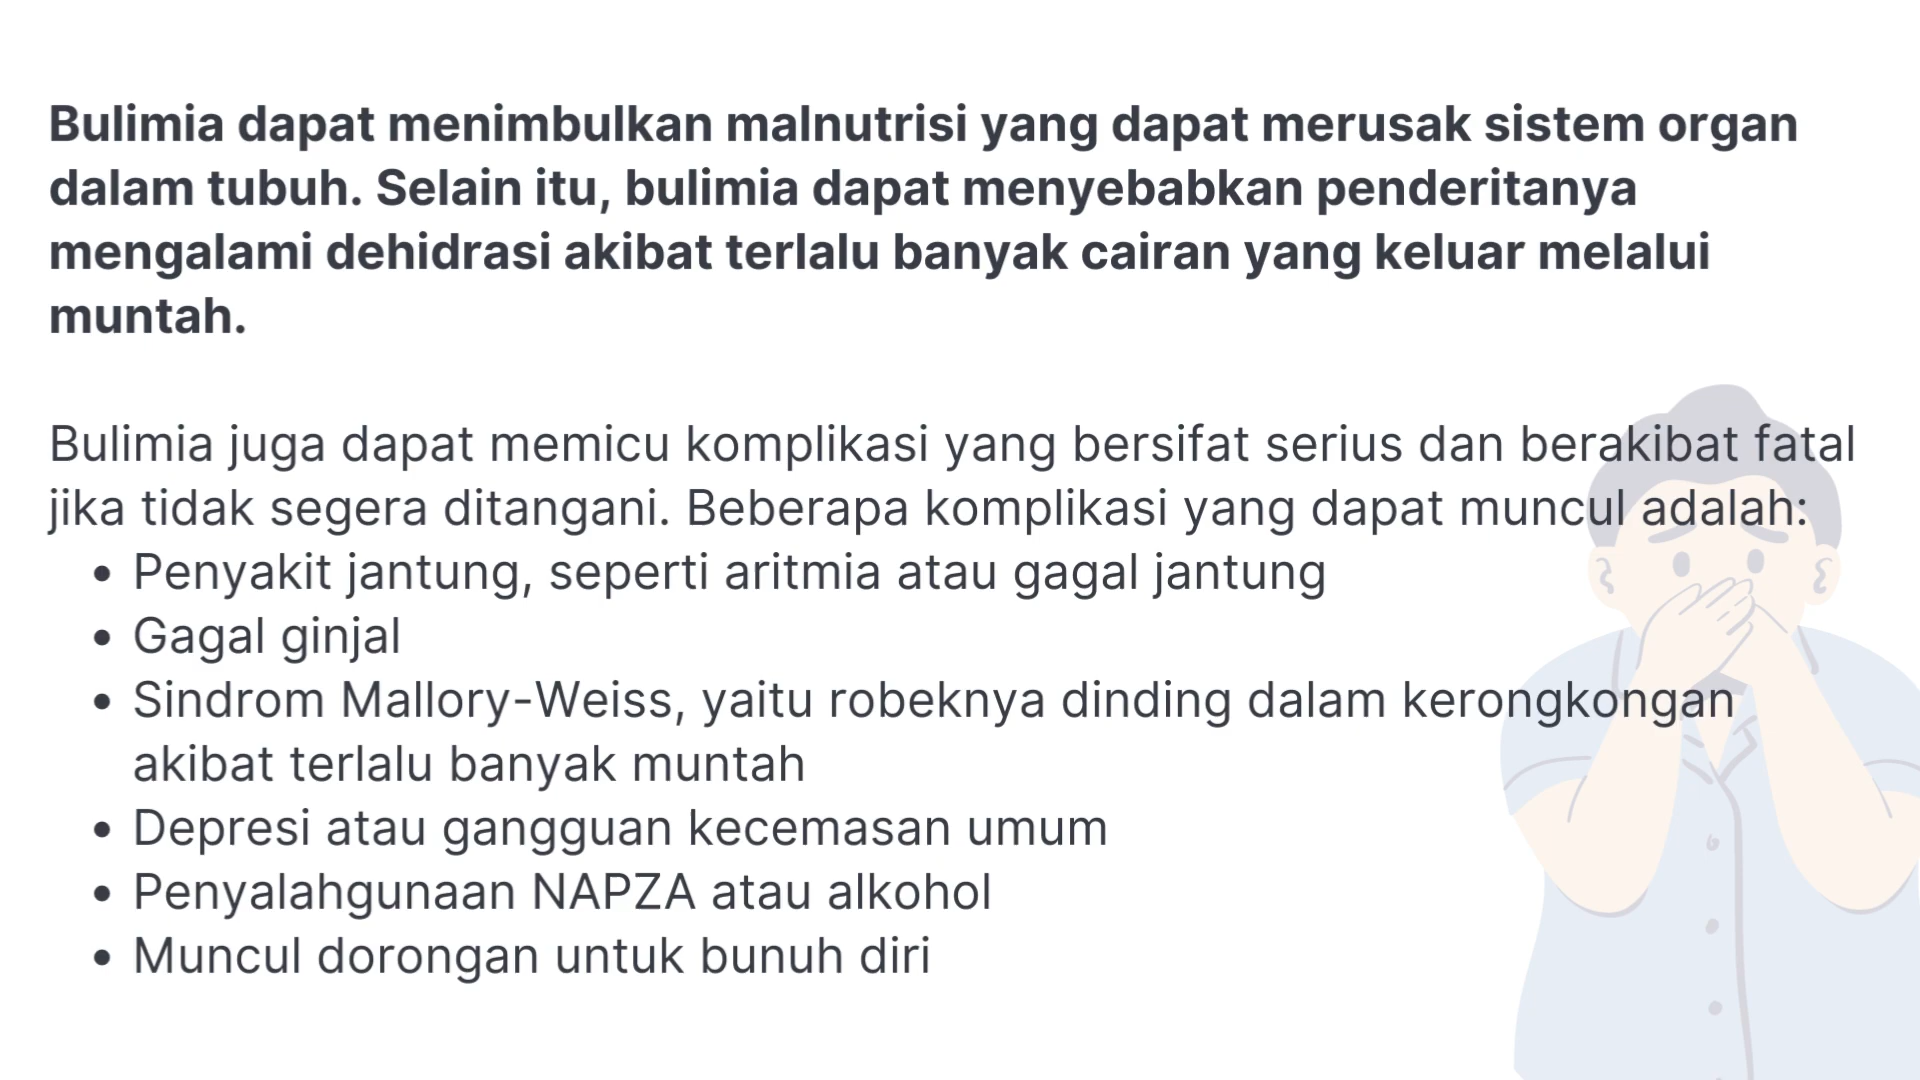 Bulimia dapat menimbulkan malnutrisi yang dapat merusak sistem organ
dalam tubuh. Selain itu, bulimia dapat menyebabkan penderitanya
mengalami dehidrasi akibat terlalu banyak cairan yang keluar melalui
muntah.
Bulimia juga dapat memicu komplikasi yang bersifat serius dan berakibat fatal
jika tidak segera ditangani. Beberapa komplikasi yang dapat muncul adalah:
• Penyakit jantung, seperti aritmia atau gagal jantung
• Gagal ginjal
• Sindrom Mallory-Weiss, yaitu robeknya dinding dalam kerongkongan
akibat terlalu banyak muntah
• Depresi atau gangguan kecemasan umum
• Penyalahgunaan NAPZA atau alkohol
• Muncul dorongan untuk bunuh diri